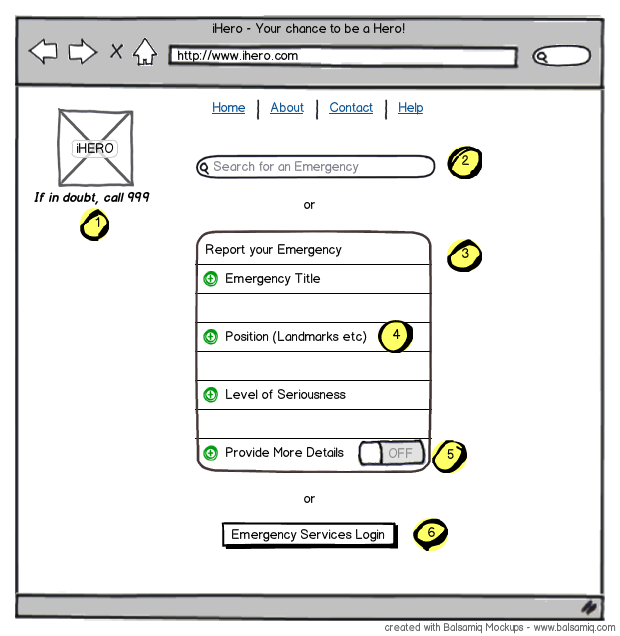 iHero - Your chance to be a Hero!
http://www.ihero.com
Home
About
Contact
Help
iHERO
If in doubt, call 999
1
Search for an Emergency
2
or
Report your Emergency
3
Emergency Title
Position (Landmarks etc)
4
Level of Seriousness
Provide More Details
OFF
5
or
Emergency Services Login
6
created with Balsamiq Mockups - www.balsamiq.com